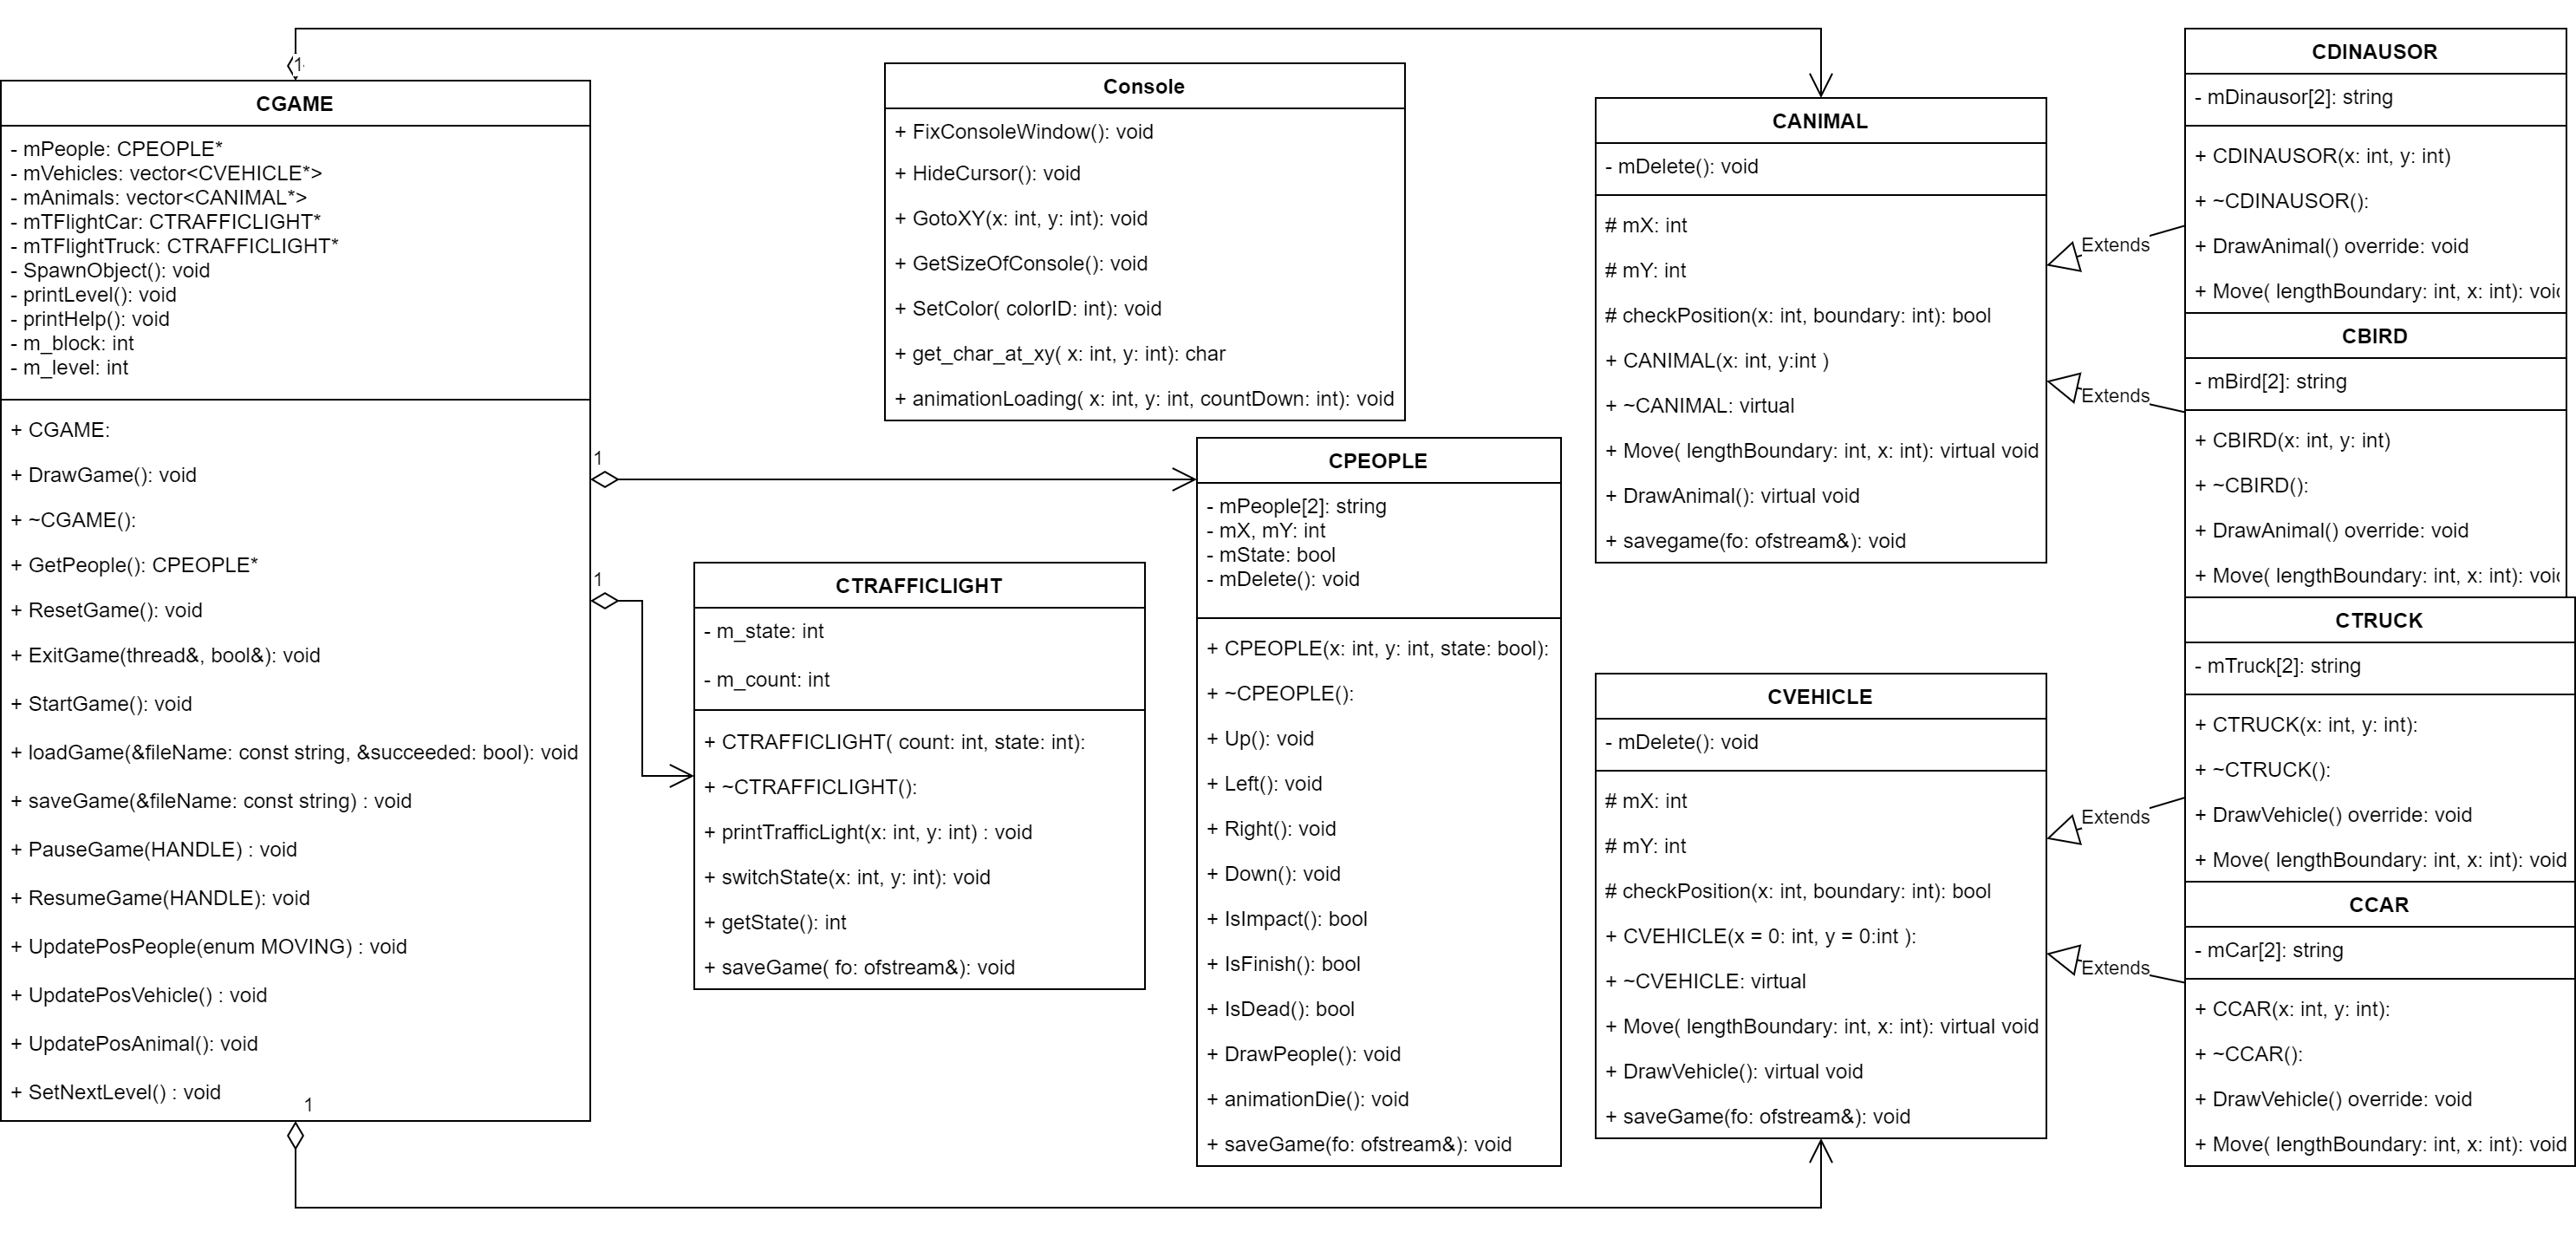 1
CGAME
- mPeople: CPEOPLE*
- mVehicles: vector<CVEHICLE*>
- mAnimals: vector<CANIMAL*>
- mTFlightCar: CTRAFFICLIGHT*
- mTFlightTruck: CTRAFFICLIGHT*
- SpawnObject(): void
- printLevel(): void
- printHelp(): void
- m_block: int
- m_level: int
+ CGAME:
+ DrawGame(): void
+ ~CGAME():
+ GetPeople(): CPEOPLE*
+ ResetGame(): void
+ ExitGame(thread&, bool&): void
+ StartGame(): void
+ loadGame(&fileName: const string, &succeeded: bool): void
+ saveGame(&fileName: const string) : void
+ PauseGame(HANDLE) : void
+ ResumeGame(HANDLE): void
+ UpdatePosPeople(enum MOVING) : void
+ UpdatePosVehicle() : void
+ UpdatePosAnimal(): void
+ SetNextLevel() : void
1
1
1
Console
+ FixConsoleWindow(): void
+ HideCursor(): void
+ GotoXY(x: int, y: int): void
+ GetSizeOfConsole(): void
+ SetColor( colorID: int): void
+ get_char_at_xy( x: int, y: int): char
+ animationLoading( x: int, y: int, countDown: int): void
CTRAFFICLIGHT
- m_state: int
- m_count: int
+ CTRAFFICLIGHT( count: int, state: int):
+ ~CTRAFFICLIGHT():
+ printTrafficLight(x: int, y: int) : void
+ switchState(x: int, y: int): void
+ getState(): int
+ saveGame( fo: ofstream&): void
CPEOPLE
- mPeople[2]: string
- mX, mY: int
- mState: bool
- mDelete(): void
+ CPEOPLE(x: int, y: int, state: bool):
+ ~CPEOPLE():
+ Up(): void
+ Left(): void
+ Right(): void
+ Down(): void
+ IsImpact(): bool
+ IsFinish(): bool
+ IsDead(): bool
+ DrawPeople(): void
+ animationDie(): void
+ saveGame(fo: ofstream&): void
CANIMAL
- mDelete(): void
# mX: int
# mY: int
# checkPosition(x: int, boundary: int): bool
+ CANIMAL(x: int, y:int )
+ ~CANIMAL: virtual
+ Move( lengthBoundary: int, x: int): virtual void
+ DrawAnimal(): virtual void
+ savegame(fo: ofstream&): void
CVEHICLE
- mDelete(): void
# mX: int
# mY: int
# checkPosition(x: int, boundary: int): bool
+ CVEHICLE(x = 0: int, y = 0:int ):
+ ~CVEHICLE: virtual
+ Move( lengthBoundary: int, x: int): virtual void
+ DrawVehicle(): virtual void
+ saveGame(fo: ofstream&): void
Extends
Extends
Extends
Extends
CDINAUSOR
- mDinausor[2]: string
+ CDINAUSOR(x: int, y: int)
+ ~CDINAUSOR():
+ DrawAnimal() override: void
+ Move( lengthBoundary: int, x: int): voi
CBIRD
- mBird[2]: string
+ CBIRD(x: int, y: int)
+ ~CBIRD():
+ DrawAnimal() override: void
+ Move( lengthBoundary: int, x: int): voi
CTRUCK
- mTruck[2]: string
+ CTRUCK(x: int, y: int):
+ ~CTRUCK():
+ DrawVehicle() override: void
+ Move( lengthBoundary: int, x: int): void
CCAR
- mCar[2]: string
+ CCAR(x: int, y: int):
+ ~CCAR():
+ DrawVehicle() override: void
+ Move( lengthBoundary: int, x: int): void